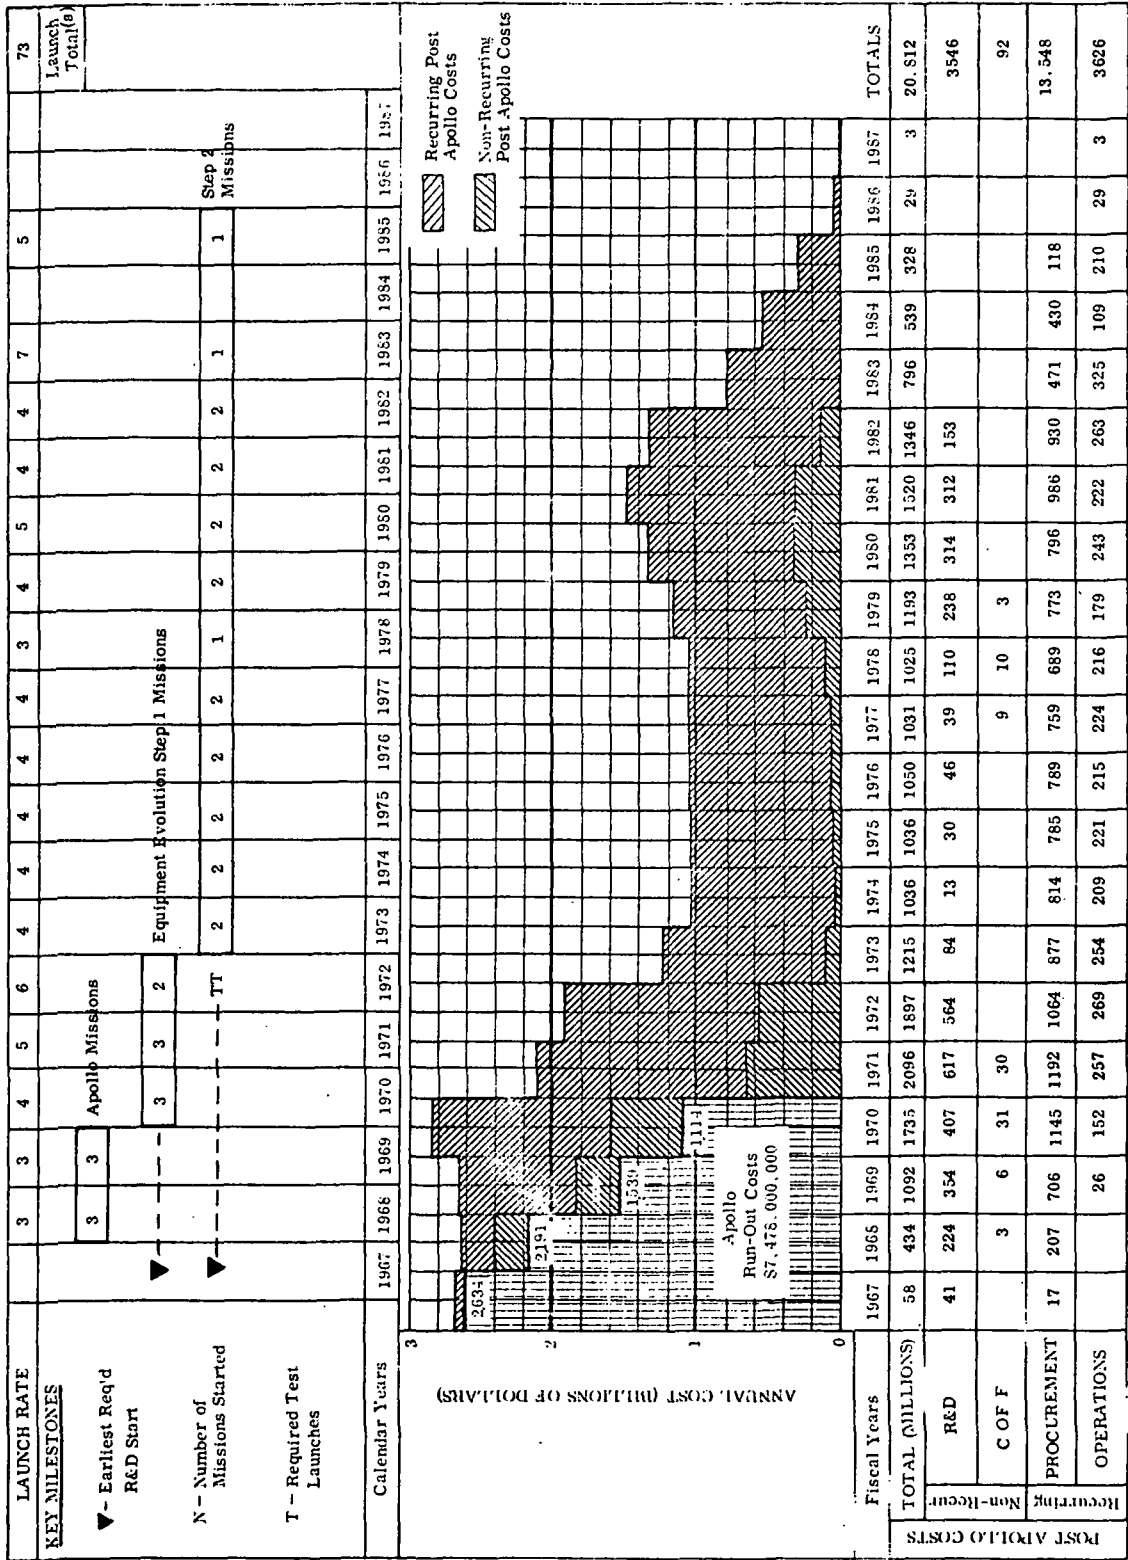 LAUNCH RATE 3 3 4 5 6 4 4 4 4 4 3 4 5 4 4 7 5 73
KEY MILESTONES
Launch Total(s)
▼ – Earliest Req'd
R&D Start
N – Number of
Missions Started
T – Required Test
Launches
Apollo Missions
3 3
Equipment Evolution Step 1 Missions
3 3 2
TT
Step 2
Missions
2 2 2 2 2 1 2 2 2 2 1 1
Calendar Years 1967 1968 1969 1970 1971 1972 1973 1974 1975 1976 1977 1978 1979 1980 1981 1982 1983 1984 1985 1986 1987
ANNUAL COST (BILLIONS OF DOLLARS)
3
2
1
0
Recurring Post
Apollo Costs
Non-Recurring
Post Apollo Costs
2634
2191
1539
1114
Apollo
Run-Out Costs
$7,478,000,000
Fiscal Years 1967 1968 1969 1970 1971 1972 1973 1974 1975 1976 1977 1978 1979 1980 1981 1982 1983 1984 1985 1986 1987 TOTALS
POST APOLLO COSTS
TOTAL (MILLIONS) 58 434 1092 1735 2096 1897 1215 1036 1036 1050 1031 1025 1193 1353 1520 1346 796 539 328 29 3 20.812
Non-Recur
R&D 41 224 354 407 617 564 84 13 30 46 39 110 238 314 312 153 3546
C OF F 3 6 31 30 9 10 3 92
Recurring
PROCUREMENT 17 207 706 1145 1192 1064 877 814 785 789 759 689 773 796 986 930 471 430 118 13.548
OPERATIONS 26 152 257 269 254 209 221 215 224 216 179 243 222 263 325 109 210 29 3 3626